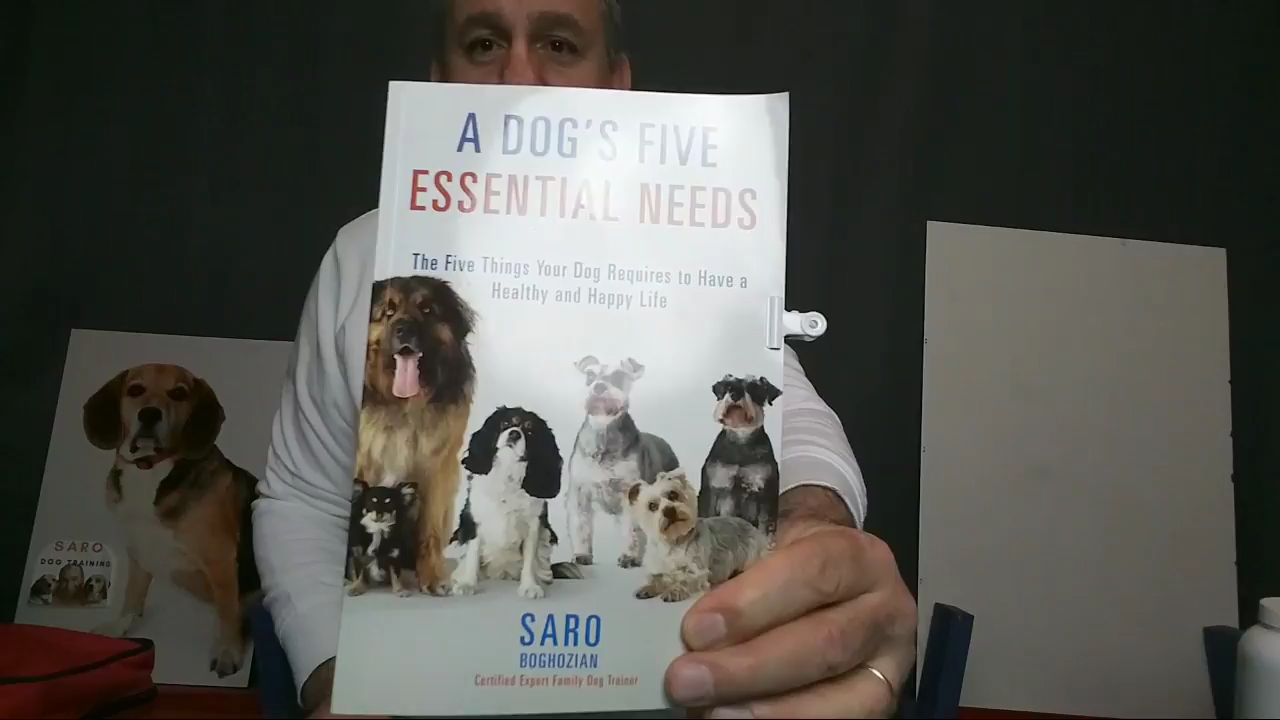 A DOG'S FIVE
ESSENTIAL NEEDS
The Five Things Your Dog Requires to Have a
Healthy and Happy Life
SARO
BOGHOZIAN
Certified Expert Family Dog Trainer
SARO
DOG TRAINING